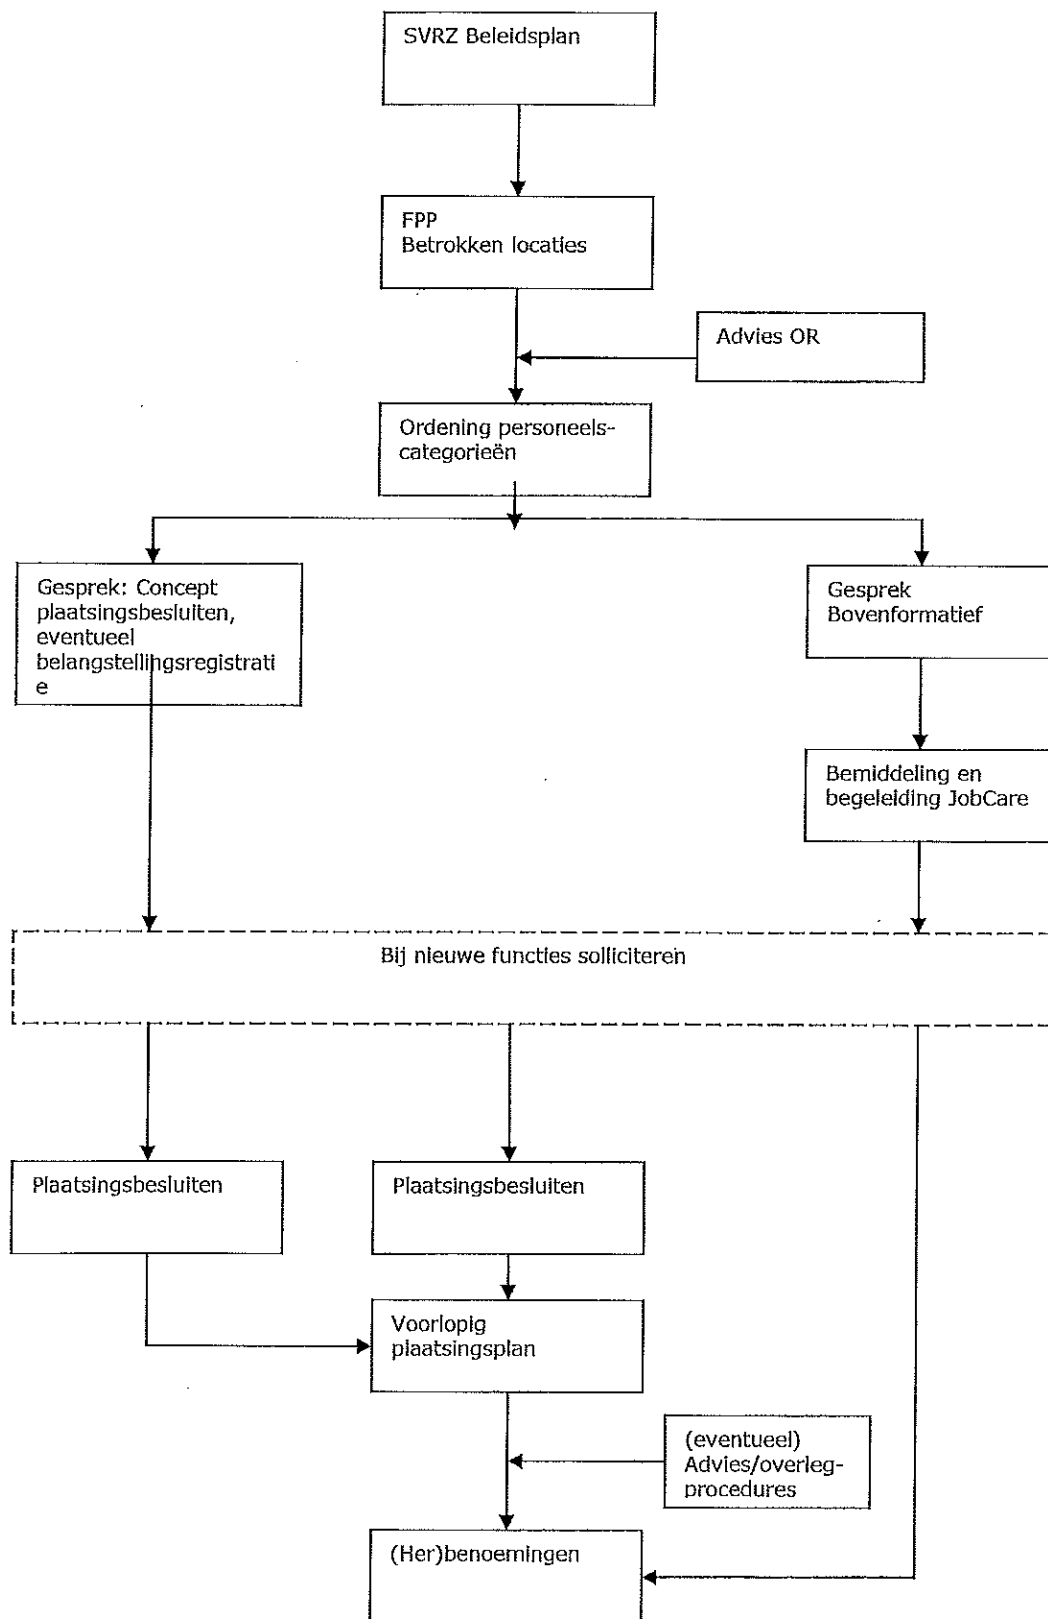 SVRZ Beleidsplan
FPP
Betrokken locaties
Advies OR
Ordening personeels-
categorieën
Gesprek: Concept
plaatsingsbesluiten,
eventueel
belangstellingsregistrati
e
Gesprek
Bovenformatief
Bemiddeling en
begeleiding JobCare
Bij nieuwe functies solliciteren
Plaatsingsbesluiten
Plaatsingsbesluiten
Voorlopig
plaatsingsplan
(eventueel)
Advies/overleg-
procedures
(Her)benoemingen